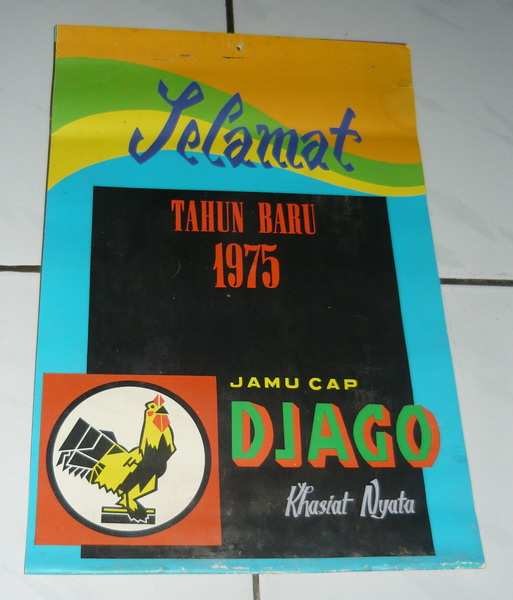 Selamat
TAHUN BARU
1975
JAMU CAP
DJAGO
Khasiat Nyata